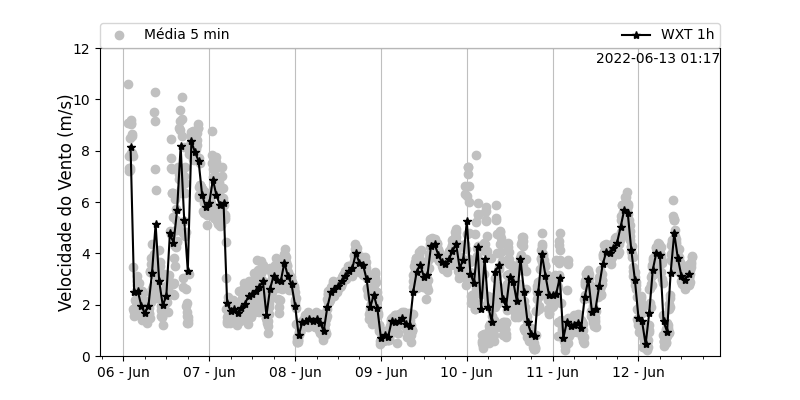 Média 5 min
WXT 1h
2022-06-13 01:17
Velocidade do Vento (m/s)
12
10
8
6
4
2
0
06 - Jun
07 - Jun
08 - Jun
09 - Jun
10 - Jun
11 - Jun
12 - Jun